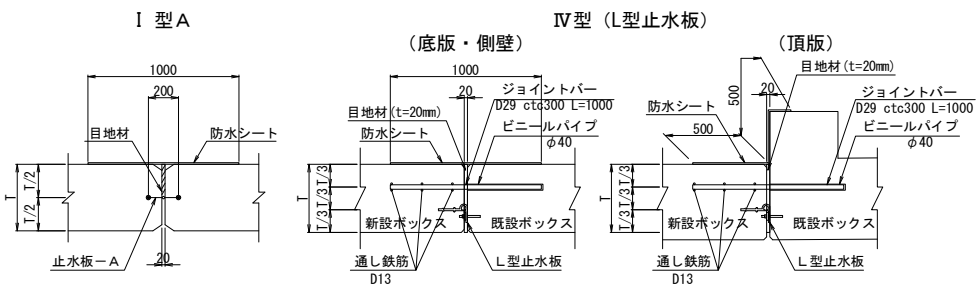 Ⅰ 型A
1000
200
目地材
防水シート
T
T/2
T/2
止水板－A
20
Ⅳ型（L型止水板）
（底版・側壁）
1000
20
ジョイントバー
D29 ctc300 L=1000
目地材(t=20mm)
防水シート
ビニールパイプ
φ40
T
T/3
T/3
T/3
新設ボックス
既設ボックス
通し鉄筋
D13
L型止水板
（頂版）
目地材(t=20mm)
20
500
500
ジョイントバー
D29 ctc300 L=1000
防水シート
ビニールパイプ
φ40
T
T/3
T/3
T/3
新設ボックス
既設ボックス
通し鉄筋
D13
L型止水板